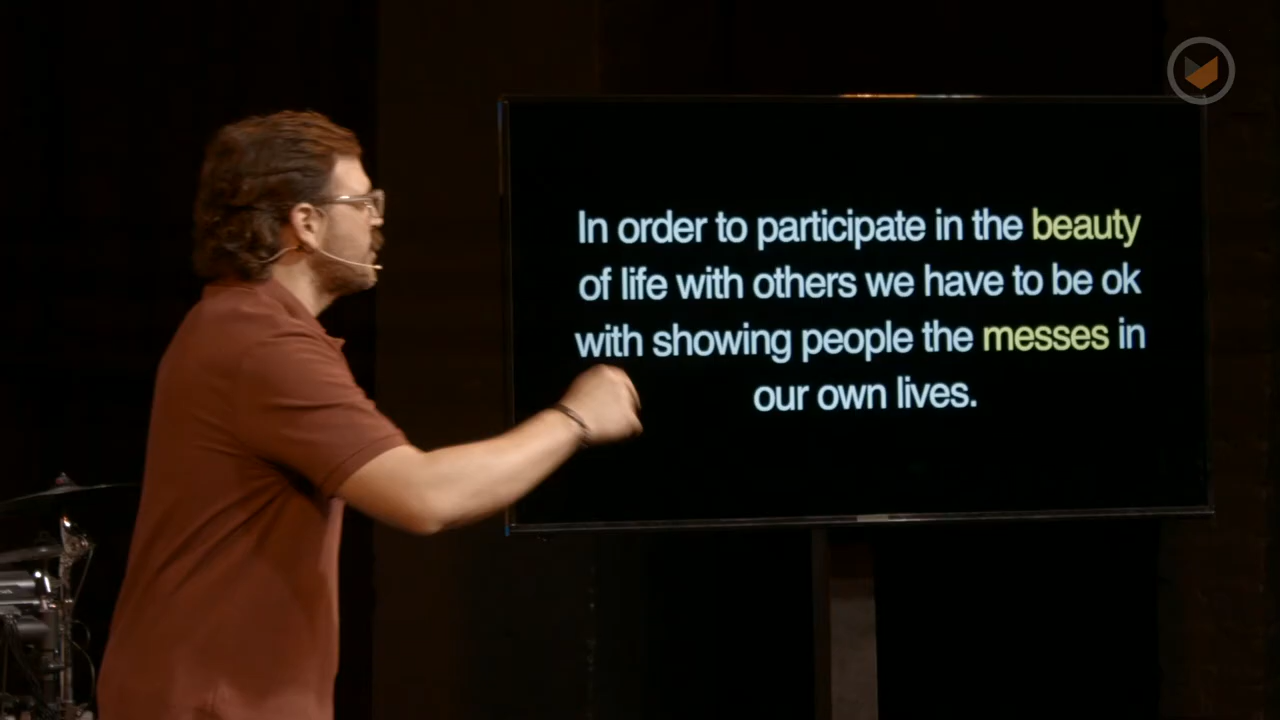 In order to participate in the beauty
of life with others we have to be ok
with showing people the messes in
our own lives.